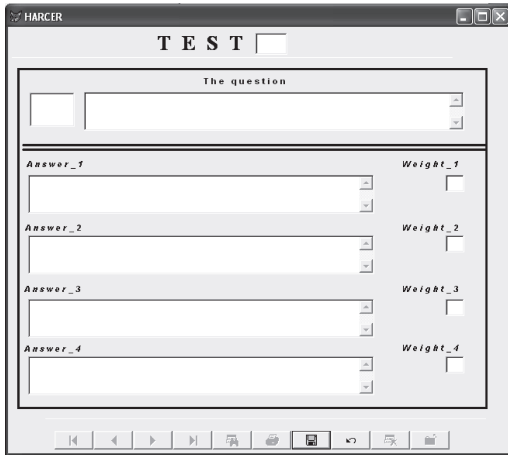 HARCER
T E S T
The question
Answer_1 Weight_1
Answer_2 Weight_2
Answer_3 Weight_3
Answer_4 Weight_4